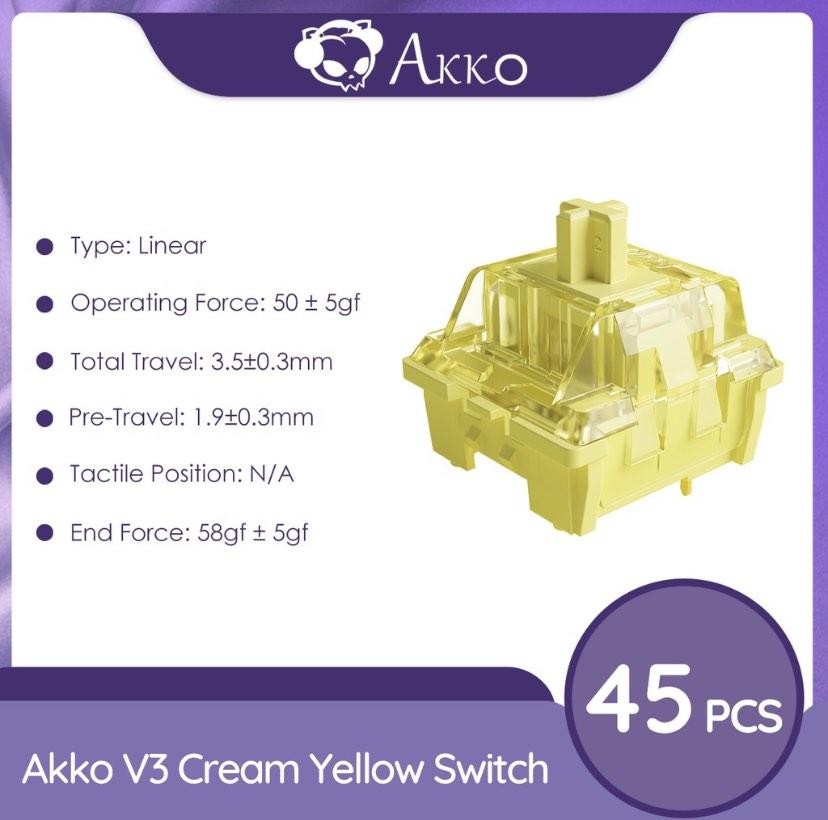 Akko
Type: Linear
Operating Force: 50 ± 5gf
Total Travel: 3.5±0.3mm
Pre-Travel: 1.9±0.3mm
Tactile Position: N/A
End Force: 58gf ± 5gf
2
45 PCS
Akko V3 Cream Yellow Switch